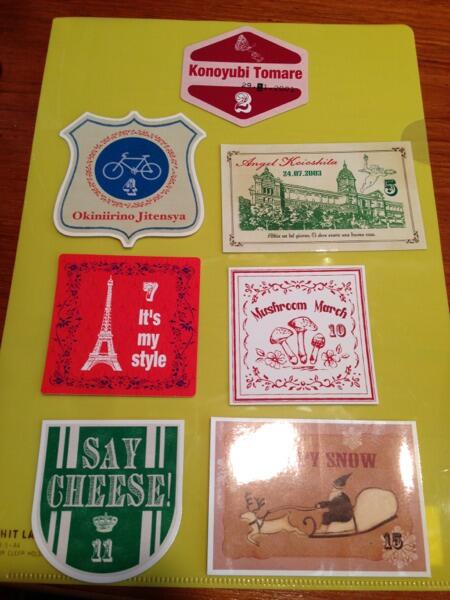 Konoyubi Tomare
2
4
Okiniirino Jitensya
Angel Koioshite
24.07.2003
5
7
It's
my
style
Mushroom March
10
SAY
CHEESE!
11
SNOW
15